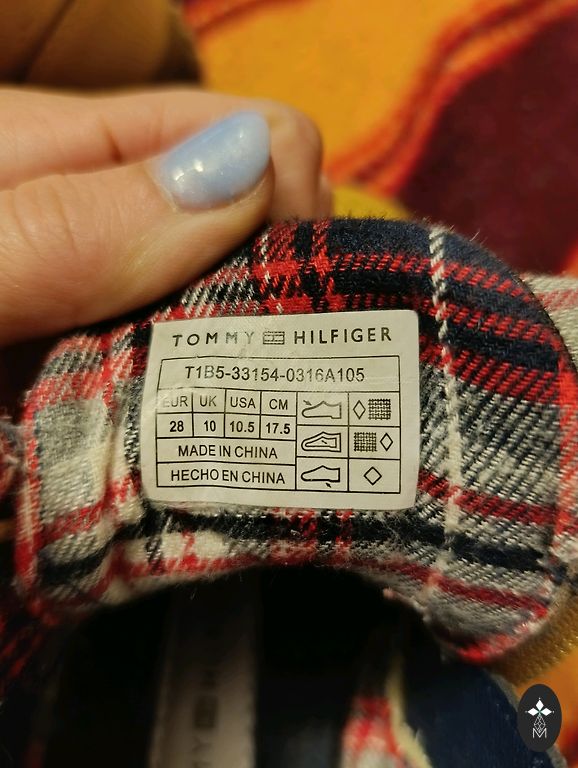 TOMMY HILFIGER
T1B5-33154-0316A105
EUR UK USA CM
28 10 10.5 17.5
MADE IN CHINA
HECHO EN CHINA
M